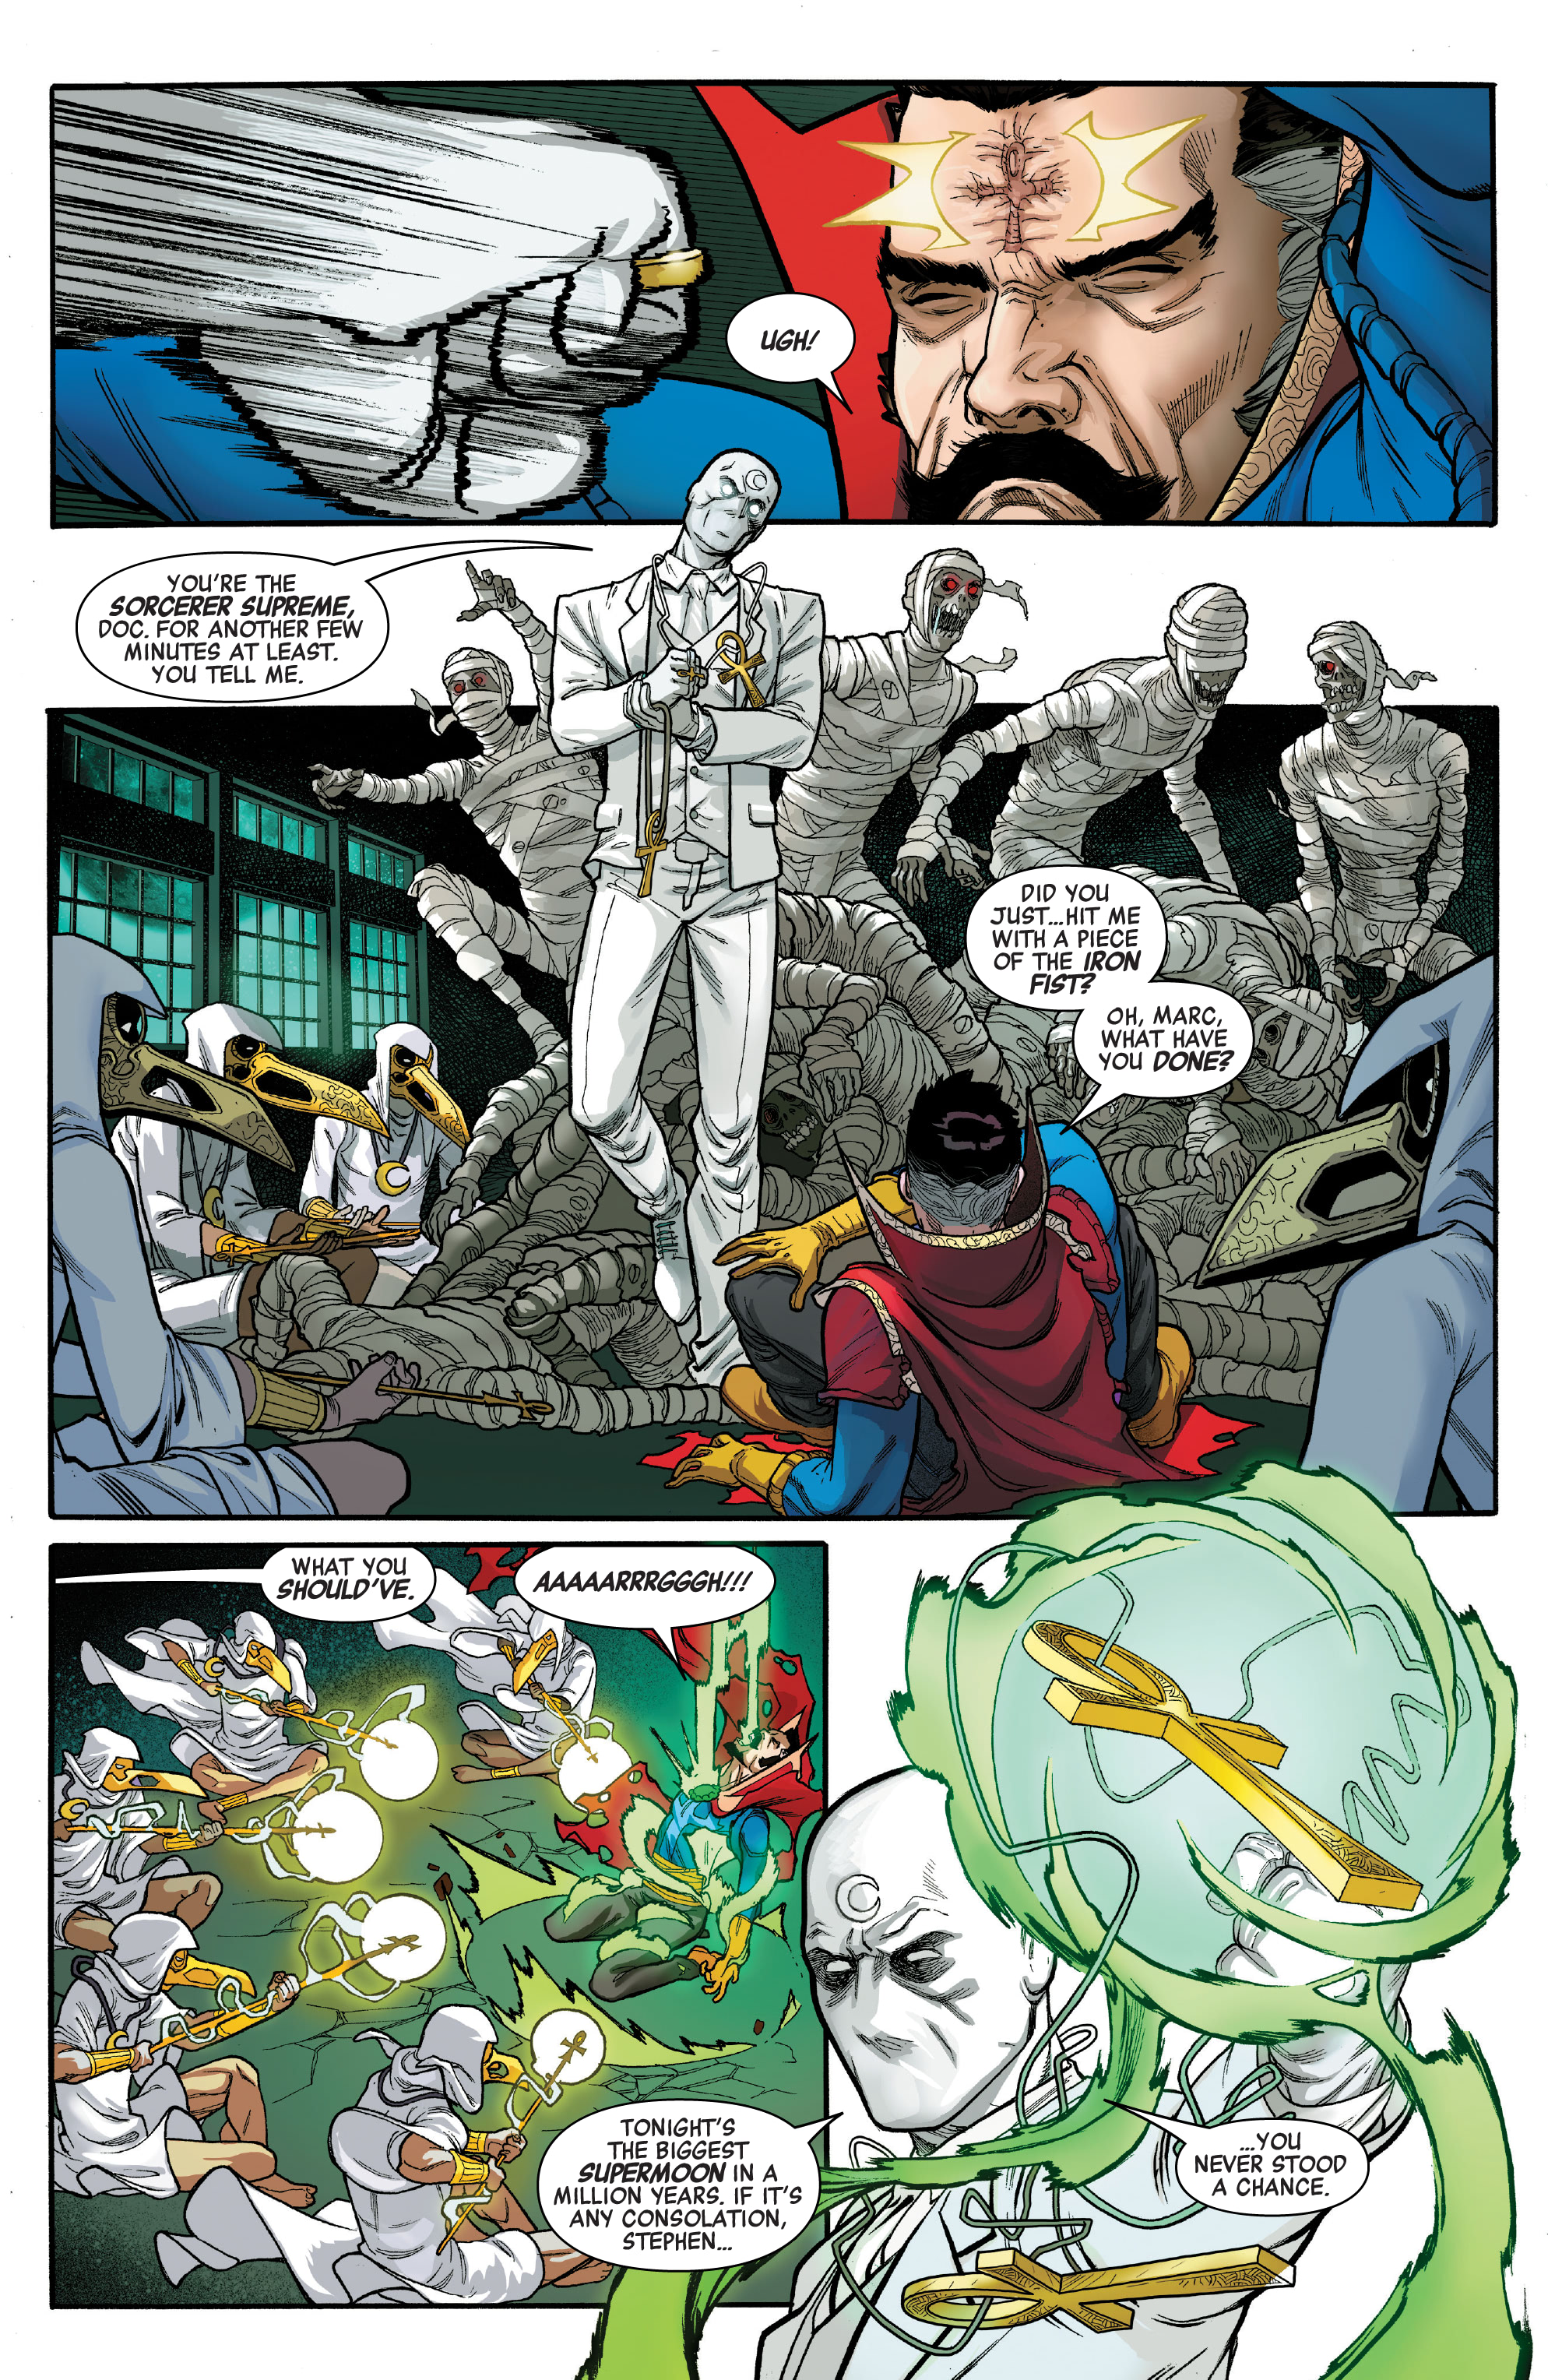 UGH!
YOU'RE THE
SORCERER SUPREME,
DOC. FOR ANOTHER FEW
MINUTES AT LEAST.
YOU TELL ME.
DID YOU
JUST...HIT ME
WITH A PIECE
OF THE IRON
FIST?
OH, MARC,
WHAT HAVE
YOU DONE?
WHAT YOU
SHOULD'VE.
AAAAARRRGGGH!!!
TONIGHT'S
THE BIGGEST
SUPERMOON IN A
MILLION YEARS. IF IT'S
ANY CONSOLATION,
STEPHEN...
...YOU
NEVER STOOD
A CHANCE.